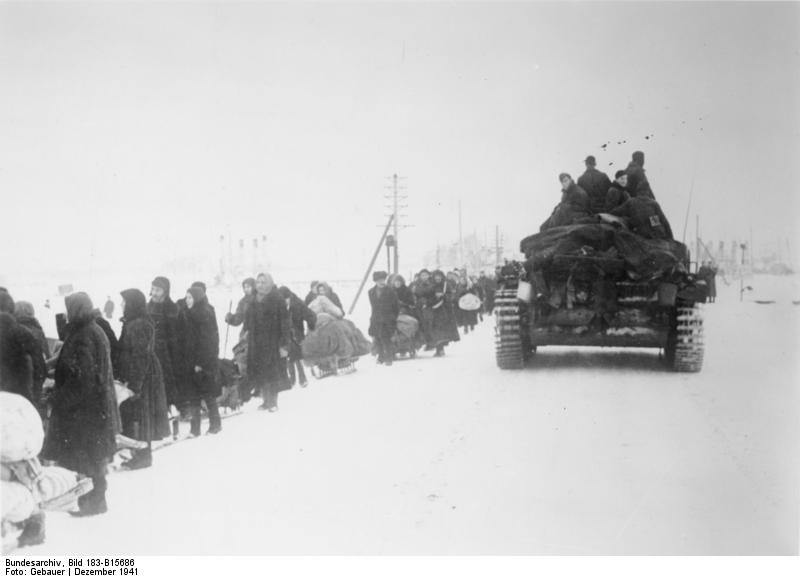 Bundesarchiv, Bild 183-B15686
Foto: Gebauer | Dezember 1941